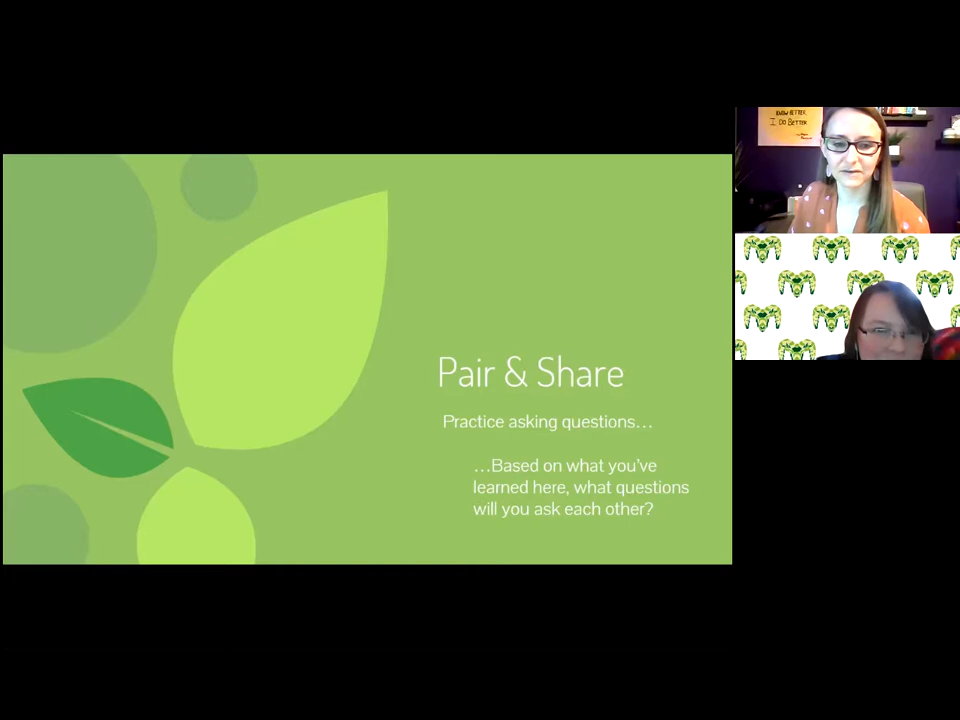 Pair & Share
Practice asking questions…
…Based on what you've
learned here, what questions
will you ask each other?
KNOW BETTER
I DO BETTER